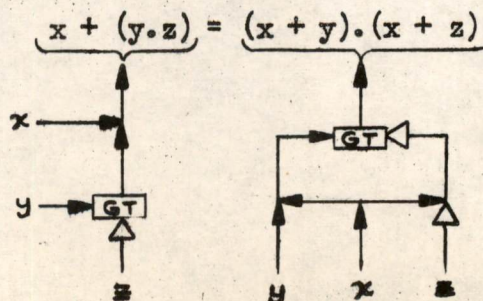 x + (y.z) = (x + y).(x + z)
x
GT
y
GT
z
y x z